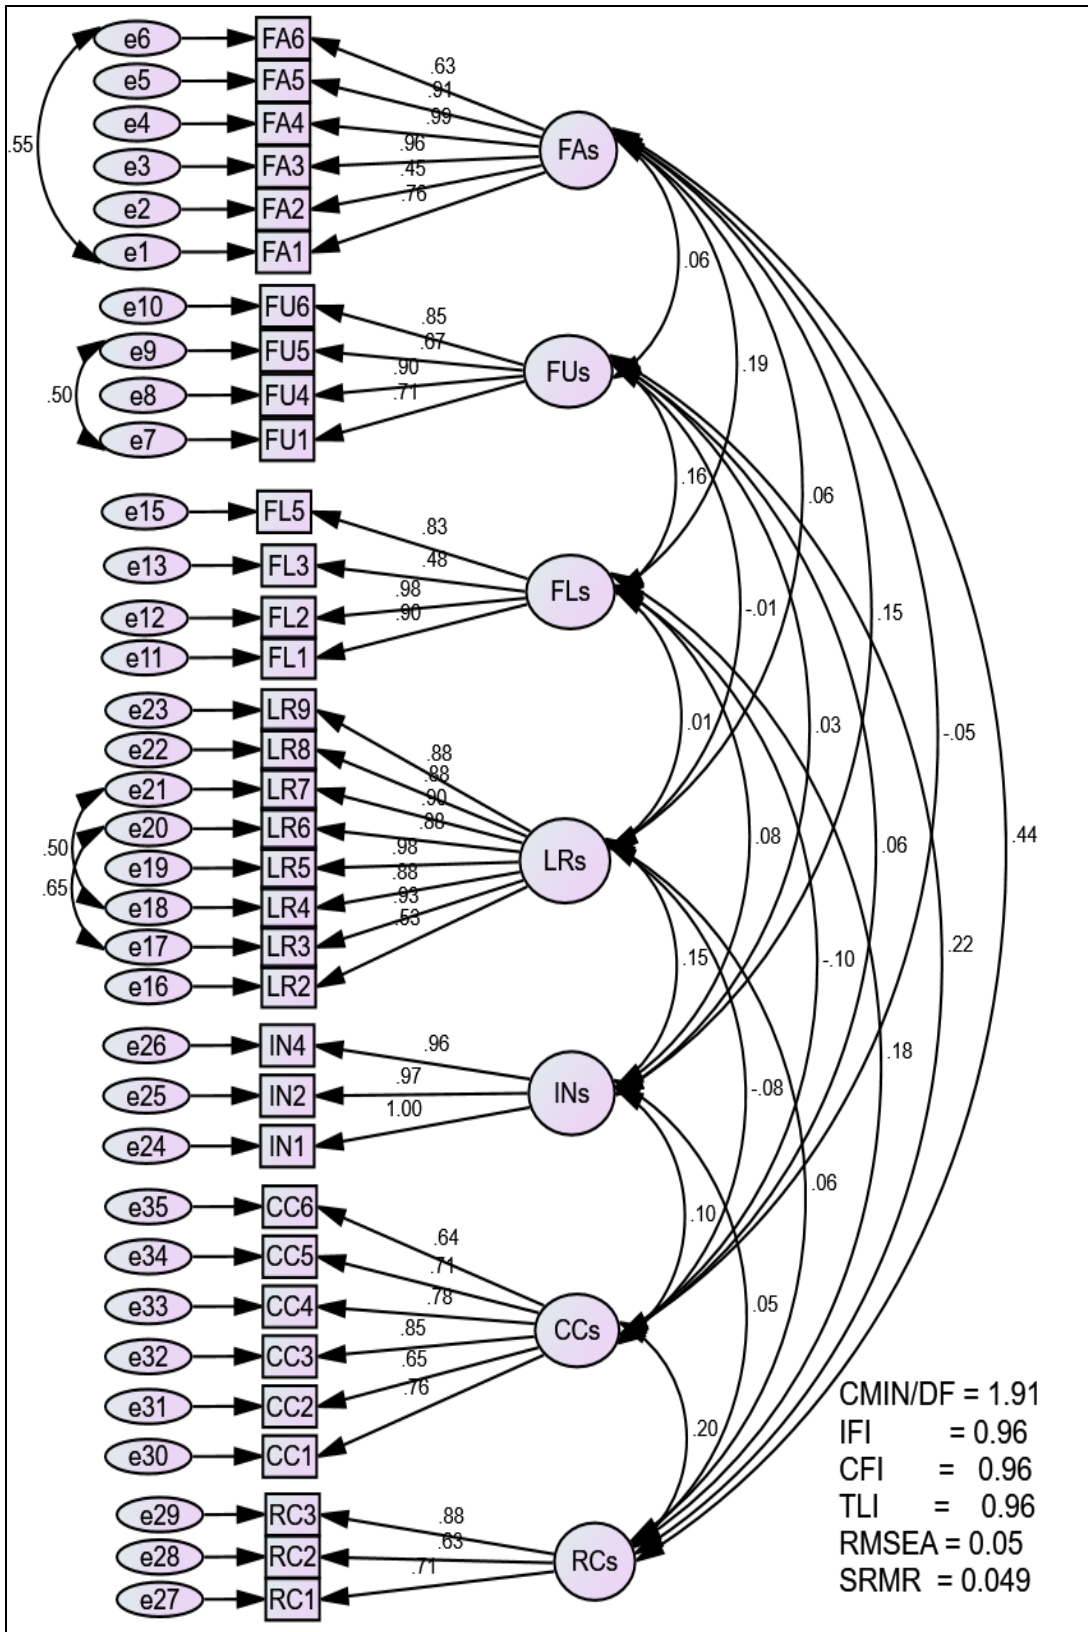 e6 FA6
.63
e5 FA5
.91
e4 FA4
.99
FAs
.55
e3 FA3
.96
e2 FA2
.45
.76
e1 FA1
.06
e10 FU6
.85
e9 FU5
.67
.19
.90
FUs
.50
e8 FU4
.71
e7 FU1
.16
.06
e15 FL5
.83
e13 FL3
.48
.98
FLs
e12 FL2
.90
-.01
.15
e11 FL1
e23 LR9
.01
.03
-.05
e22 LR8
.88
.88
e21 LR7
.90
e20 LR6
.88
.08
.06
.44
.50
.98
LRs
e19 LR5
.88
.65
.93
e18 LR4
.53
e17 LR3
.15
-.10
.22
e16 LR2
e26 IN4
.96
.18
.97
INs
-.08
e25 IN2
1.00
e24 IN1
.06
e35 CC6
.10
.64
e34 CC5
.71
.78
e33 CC4
.05
.85
CCs
e32 CC3
.65
.76
e31 CC2
.20
e30 CC1
e29 RC3
.88
.63
e28 RC2
.71
RCs
e27 RC1
CMIN/DF = 1.91
IFI = 0.96
CFI = 0.96
TLI = 0.96
RMSEA = 0.05
SRMR = 0.049